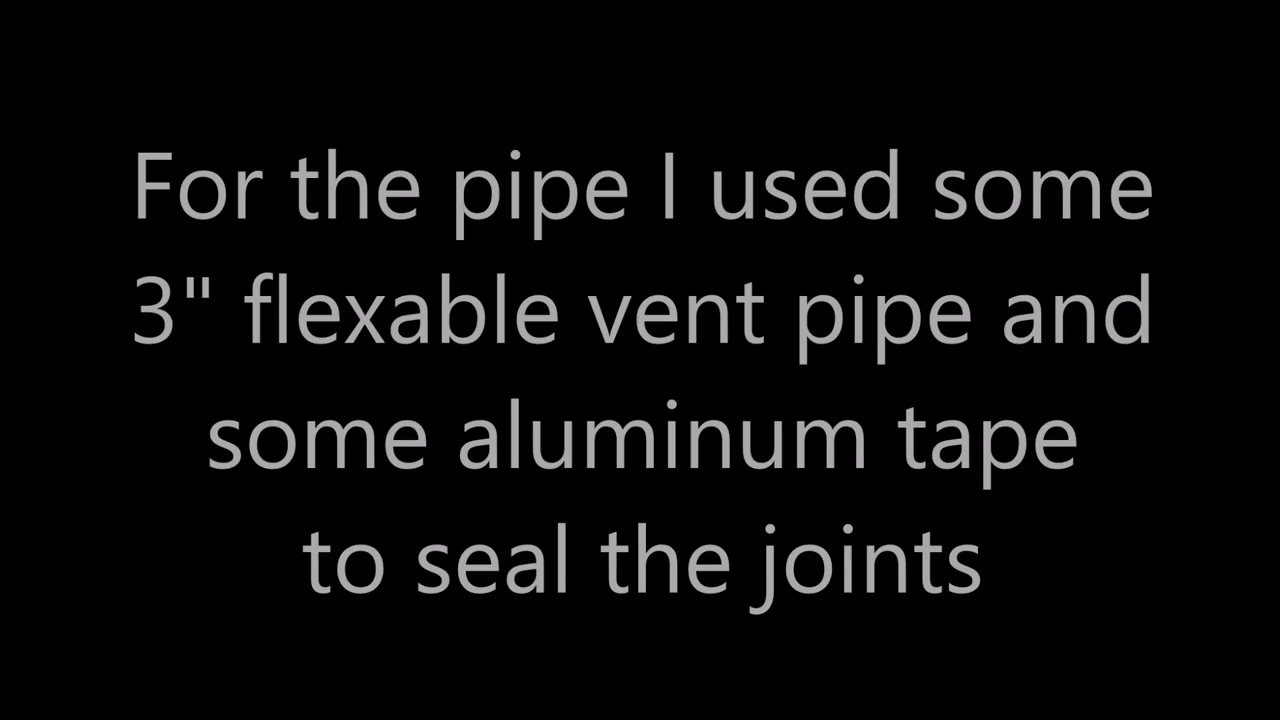 For the pipe I used some
3" flexable vent pipe and
some aluminum tape
to seal the joints